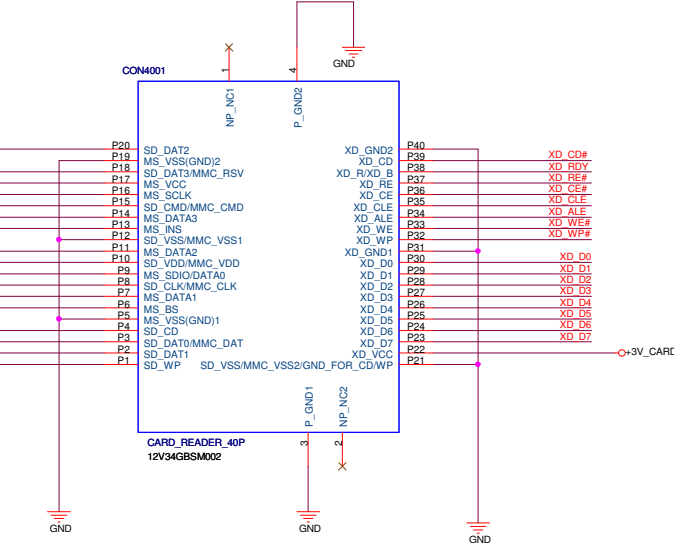 GND
CON4001
1
4
NP_NC1
P_GND2
P20 SD_DAT2 XD_GND2 P40
P19 MS_VSS(GND)2 XD_CD P39 XD_CD#
P18 SD_DAT3/MMC_RSV XD_R/XD_B P38 XD_RDY
P17 MS_VCC XD_RE P37 XD_RE#
P16 MS_SCLK XD_CE P36 XD_CE#
P15 SD_CMD/MMC_CMD XD_CLE P35 XD_CLE
P14 MS_DATA3 XD_ALE P34 XD_ALE
P13 MS_INS XD_WE P33 XD_WE#
P12 SD_VSS/MMC_VSS1 XD_WP P32 XD_WP#
P11 MS_DATA2 XD_GND1 P31
P10 SD_VDD/MMC_VDD XD_D0 P30 XD_D0
P9 MS_SDIO/DATA0 XD_D1 P29 XD_D1
P8 SD_CLK/MMC_CLK XD_D2 P28 XD_D2
P7 MS_DATA1 XD_D3 P27 XD_D3
P6 MS_BS XD_D4 P26 XD_D4
P5 MS_VSS(GND)1 XD_D5 P25 XD_D5
P4 SD_CD XD_D6 P24 XD_D6
P3 SD_DAT0/MMC_DAT XD_D7 P23 XD_D7
P2 SD_DAT1 XD_VCC P22 +3V_CARD
P1 SD_WP SD_VSS/MMC_VSS2/GND_FOR_CD/WP P21
P_GND1
NP_NC2
3
2
CARD_READER_40P
12V34GBSM002
GND
GND
GND